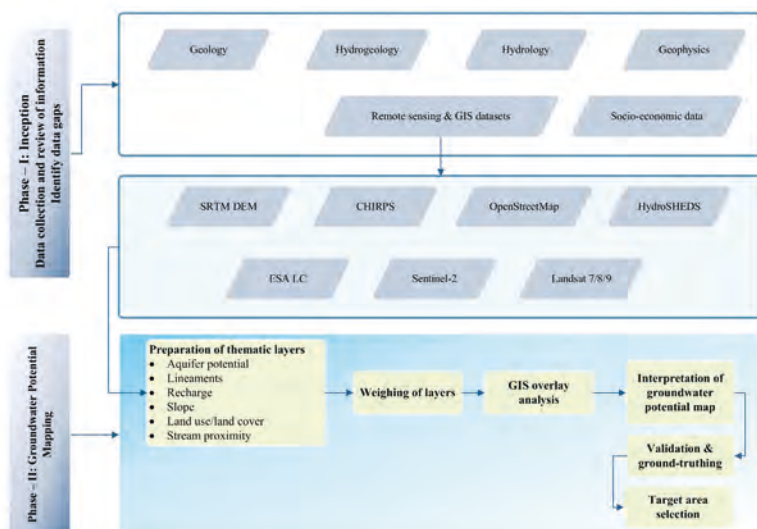 Phase – I: Inception
Data collection and review of information
Identify data gaps
Geology
Hydrogeology
Hydrology
Geophysics
Remote sensing & GIS datasets
Socio-economic data
SRTM DEM
CHIRPS
OpenStreetMap
HydroSHEDS
ESA LC
Sentinel-2
Landsat 7/8/9
Phase – II: Groundwater Potential
Mapping
Preparation of thematic layers
• Aquifer potential
• Lineaments
• Recharge
• Slope
• Land use/land cover
• Stream proximity
Weighing of layers
GIS overlay
analysis
Interpretation of
groundwater
potential map
Validation &
ground-truthing
Target area
selection